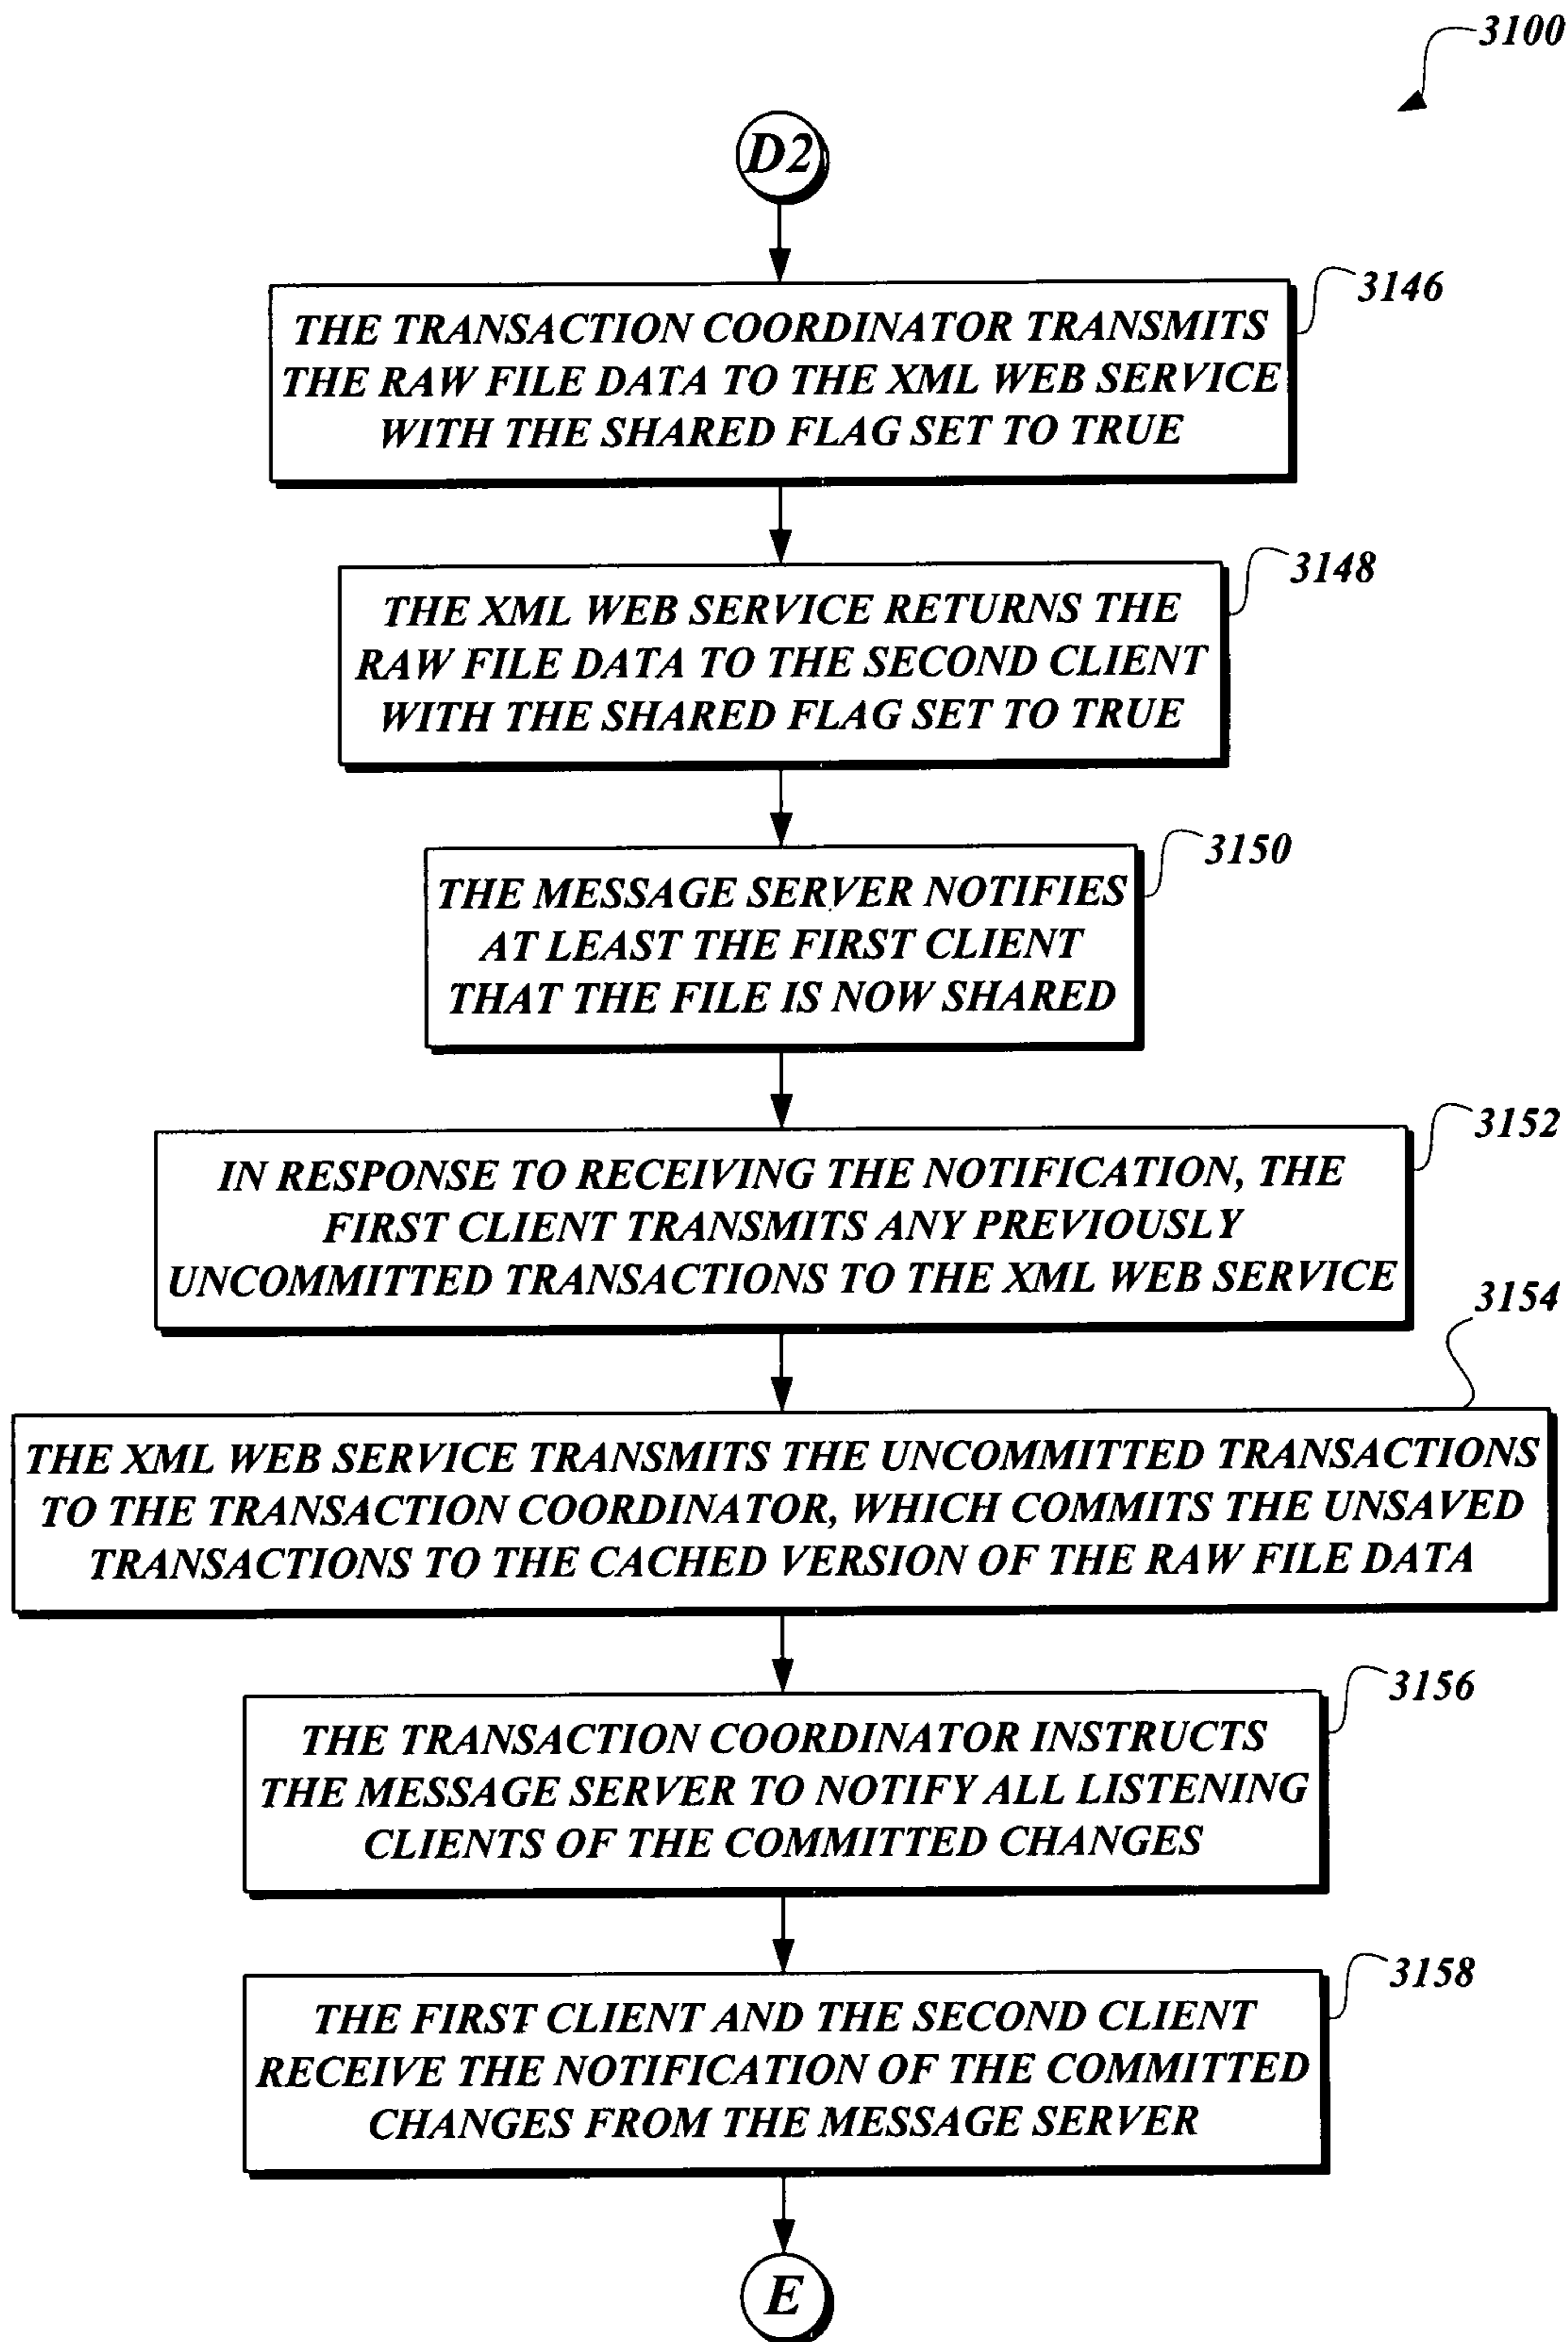 3100
D2
3146
THE TRANSACTION COORDINATOR TRANSMITS
THE RAW FILE DATA TO THE XML WEB SERVICE
WITH THE SHARED FLAG SET TO TRUE
3148
THE XML WEB SERVICE RETURNS THE
RAW FILE DATA TO THE SECOND CLIENT
WITH THE SHARED FLAG SET TO TRUE
3150
THE MESSAGE SERVER NOTIFIES
AT LEAST THE FIRST CLIENT
THAT THE FILE IS NOW SHARED
3152
IN RESPONSE TO RECEIVING THE NOTIFICATION, THE
FIRST CLIENT TRANSMITS ANY PREVIOUSLY
UNCOMMITTED TRANSACTIONS TO THE XML WEB SERVICE
3154
THE XML WEB SERVICE TRANSMITS THE UNCOMMITTED TRANSACTIONS
TO THE TRANSACTION COORDINATOR, WHICH COMMITS THE UNSAVED
TRANSACTIONS TO THE CACHED VERSION OF THE RAW FILE DATA
3156
THE TRANSACTION COORDINATOR INSTRUCTS
THE MESSAGE SERVER TO NOTIFY ALL LISTENING
CLIENTS OF THE COMMITTED CHANGES
3158
THE FIRST CLIENT AND THE SECOND CLIENT
RECEIVE THE NOTIFICATION OF THE COMMITTED
CHANGES FROM THE MESSAGE SERVER
E